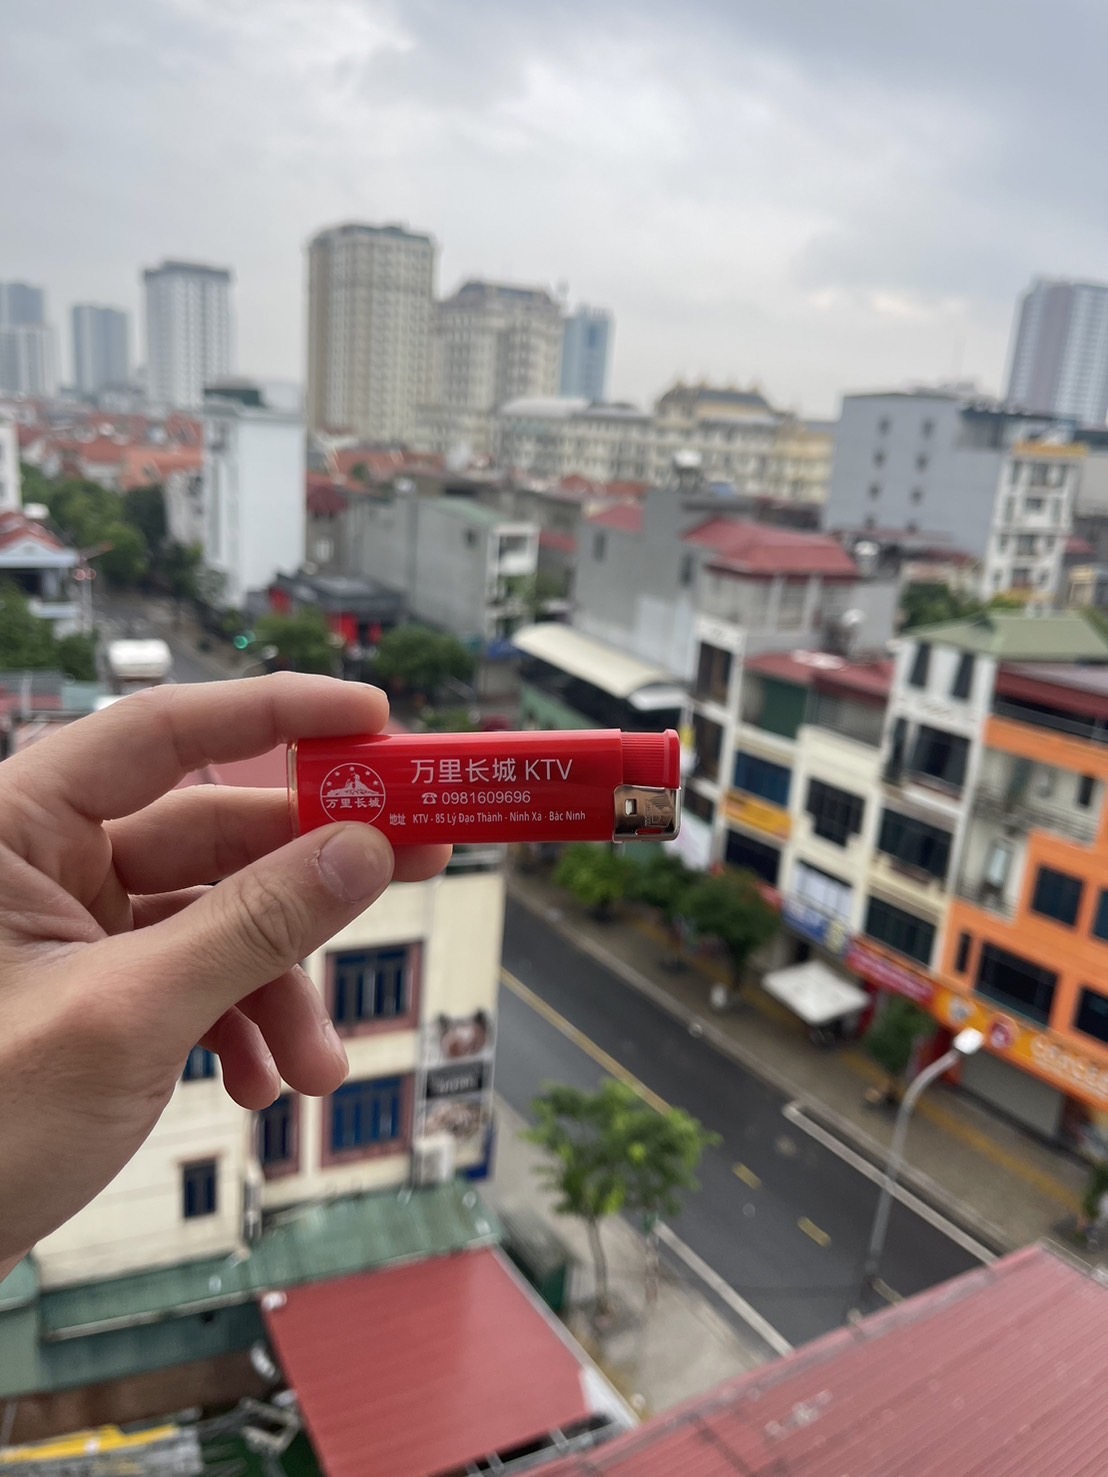 万里长城 KTV
☎ 0981609696
地址 KTV - 85 Lý Đạo Thành - Ninh Xá - Bắc Ninh
万里长城